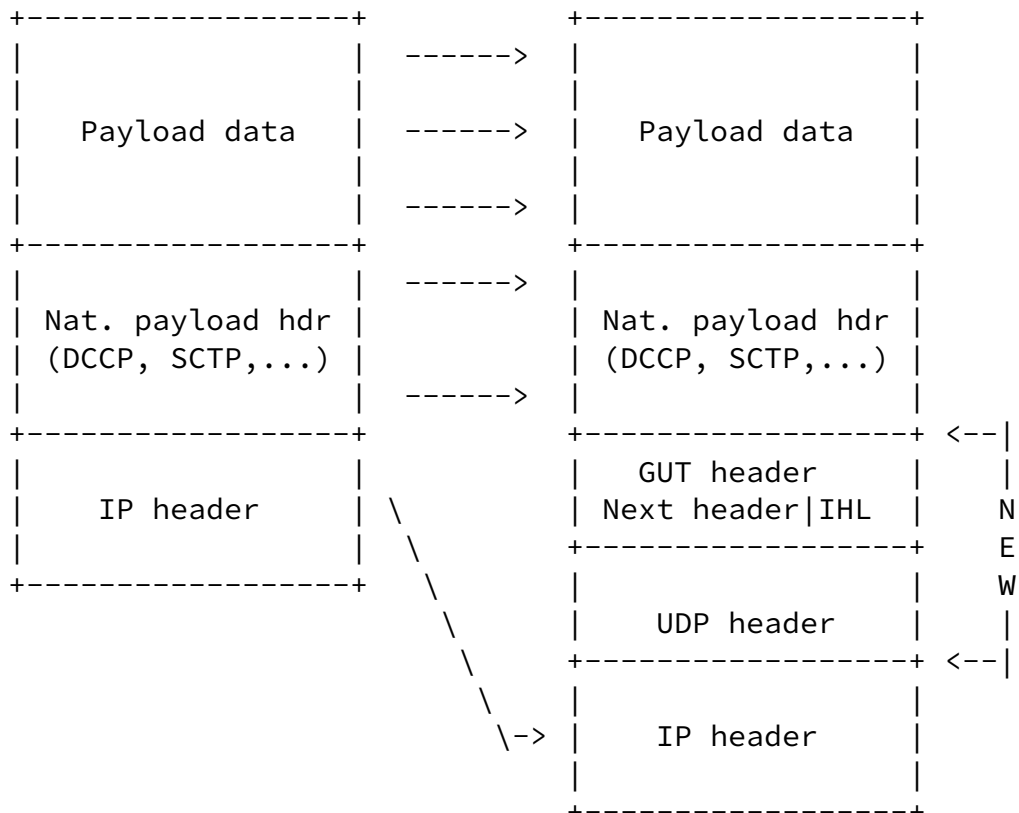 Payload data Payload data
Nat. payload hdr Nat. payload hdr
(DCCP, SCTP,...) (DCCP, SCTP,...)
GUT header
IP header Next header|IHL N
E
W
UDP header
IP header